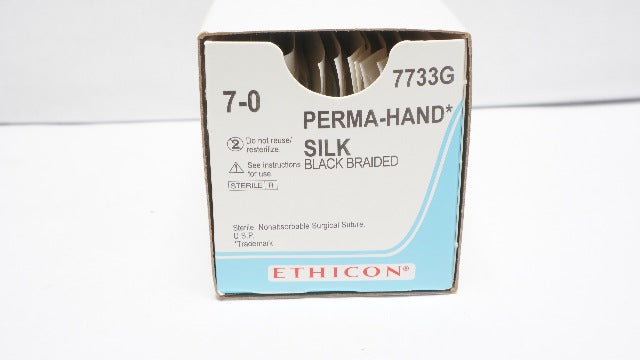 7733G
7-0
PERMA-HAND*
SILK
BLACK BRAIDED
2 Do not reuse/
resterilize.
See instructions
for use.
STERILE R
Sterile, Nonabsorbable Surgical Suture,
U.S.P.
*Trademark
ETHICON®